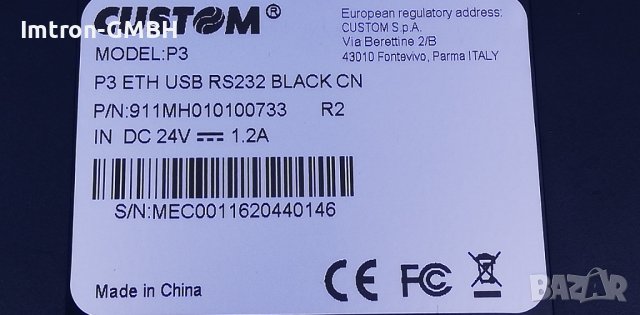 Imtron-GMBH
CUSTOM®
European regulatory address:
CUSTOM S.p.A.
Via Berettine 2/B
43010 Fontevivo, Parma ITALY
MODEL:P3
P3 ETH USB RS232 BLACK CN
P/N:911MH010100733 R2
IN DC 24V ⎓ 1.2A
S/N:MEC0011620440146
Made in China
CE FC
BAZAR